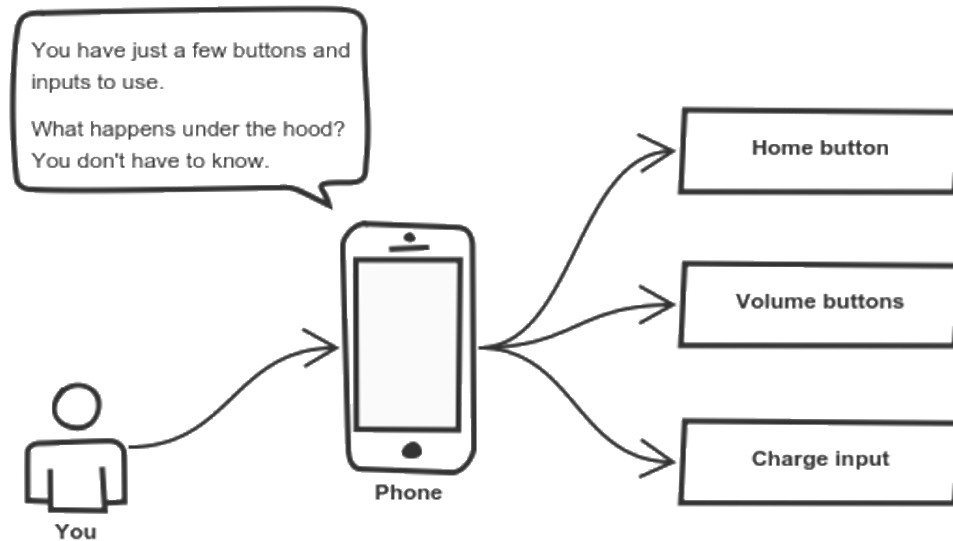 You have just a few buttons and
inputs to use.
What happens under the hood?
You don't have to know.
Home button
Volume buttons
Charge input
Phone
You